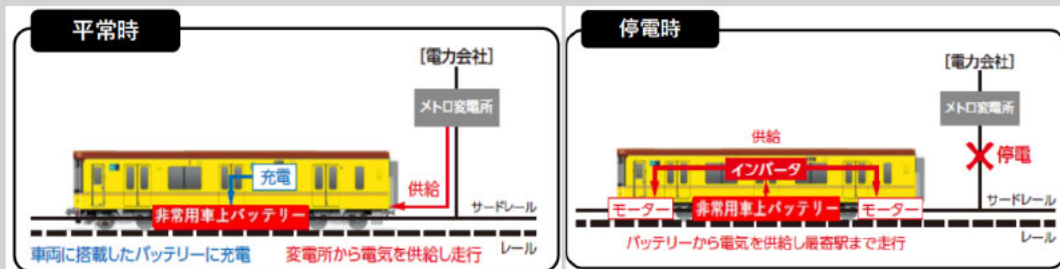 平常時
[電力会社]
メトロ変電所
充電
供給
非常用車上バッテリー
サードレール
レール
車両に搭載したバッテリーに充電
変電所から電気を供給し走行
停電時
[電力会社]
メトロ変電所
供給
停電
インバータ
モーター
非常用車上バッテリー
モーター
サードレール
レール
バッテリーから電気を供給し最寄駅まで走行